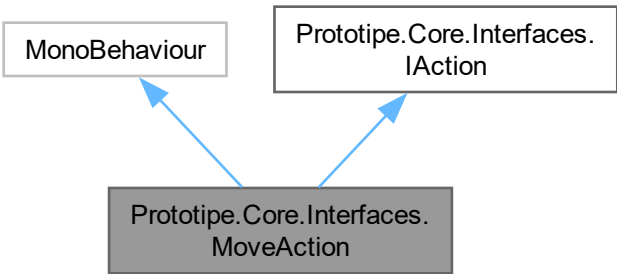 MonoBehaviour
Prototipe.Core.Interfaces.
IAction
Prototipe.Core.Interfaces.
MoveAction